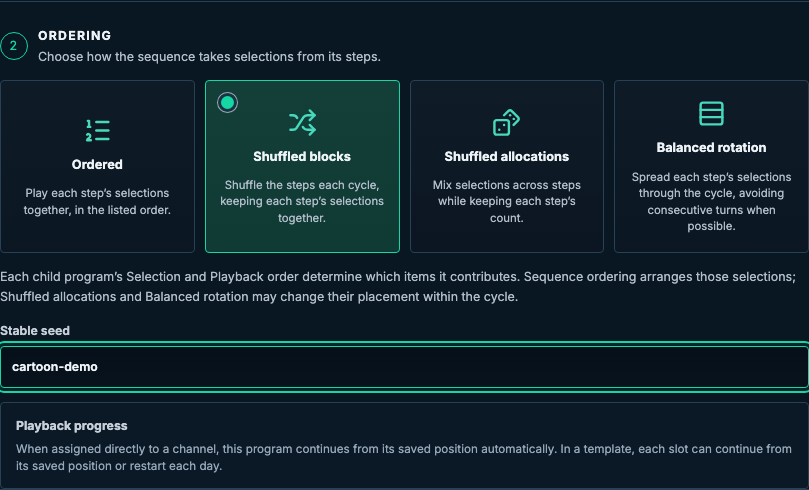 2
ORDERING
Choose how the sequence takes selections from its steps.
1
2
Ordered
Play each step's selections
together, in the listed order.
Shuffled blocks
Shuffle the steps each cycle,
keeping each step's selections
together.
Shuffled allocations
Mix selections across steps
while keeping each step's
count.
Balanced rotation
Spread each step's selections
through the cycle, avoiding
consecutive turns when
possible.
Each child program's Selection and Playback order determine which items it contributes. Sequence ordering arranges those selections;
Shuffled allocations and Balanced rotation may change their placement within the cycle.
Stable seed
cartoon-demo
Playback progress
When assigned directly to a channel, this program continues from its saved position automatically. In a template, each slot can continue from
its saved position or restart each day.